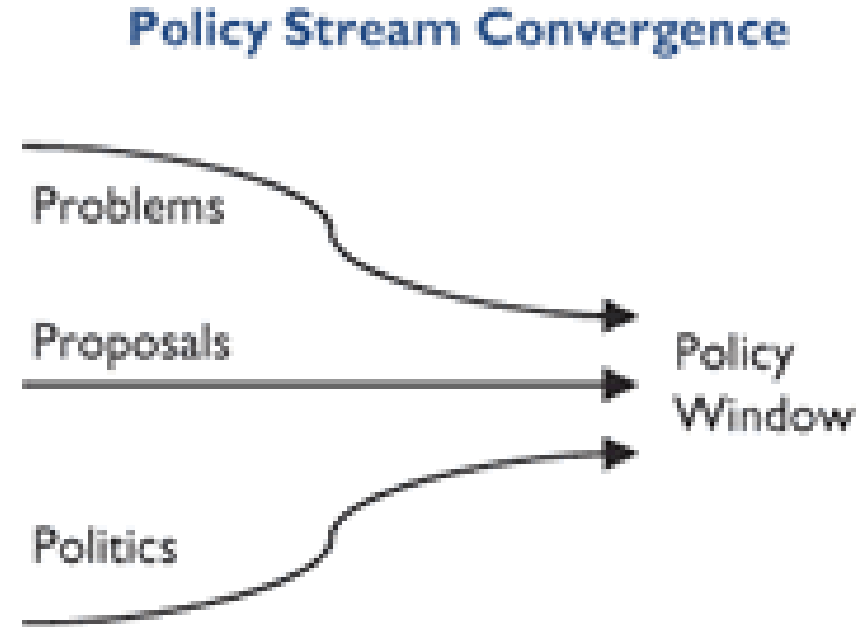 Policy Stream Convergence
Problems
Proposals
Policy
Window
Politics